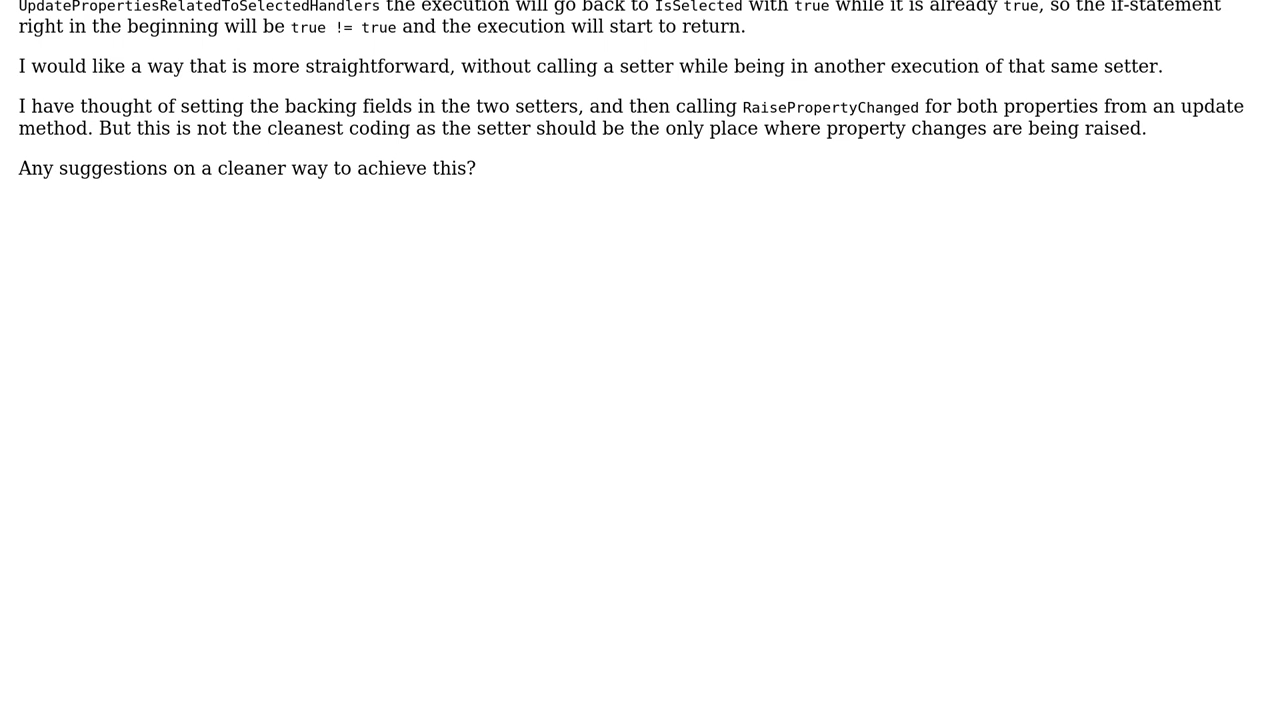 UpdatePropertiesRelatedToSelectedHandlers the execution will go back to IsSelected with true while it is already true, so the if-statement
right in the beginning will be true != true and the execution will start to return.
I would like a way that is more straightforward, without calling a setter while being in another execution of that same setter.
I have thought of setting the backing fields in the two setters, and then calling RaisePropertyChanged for both properties from an update
method. But this is not the cleanest coding as the setter should be the only place where property changes are being raised.
Any suggestions on a cleaner way to achieve this?